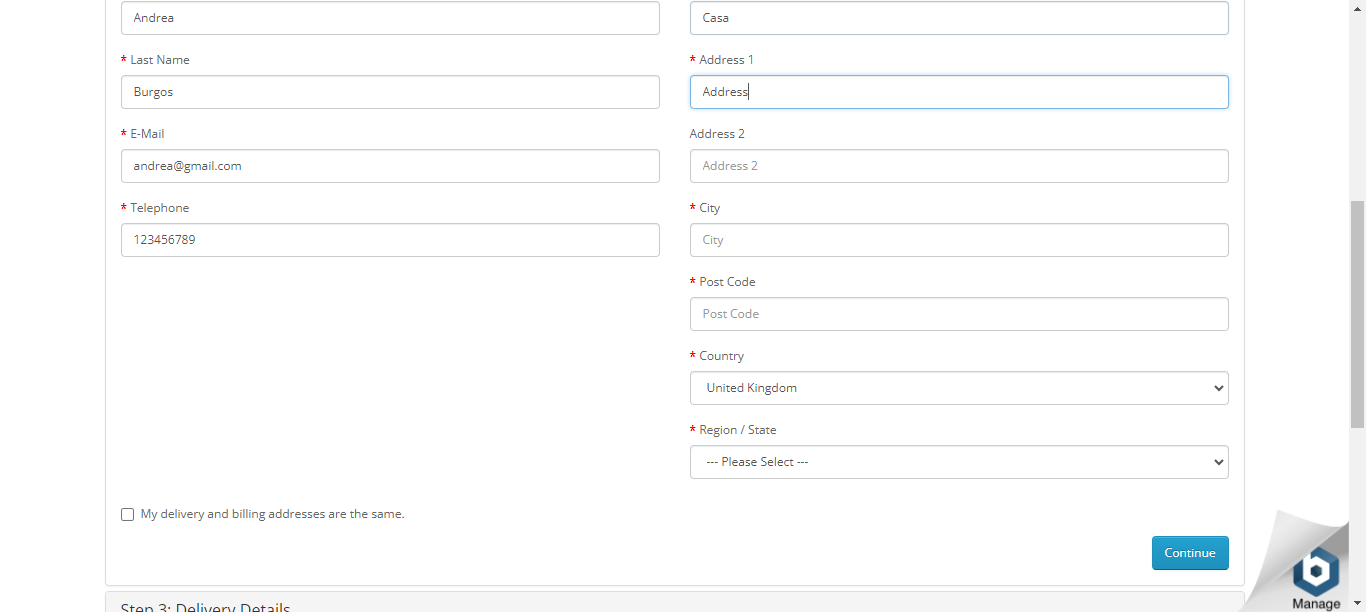 Andrea
* Last Name
Burgos
* E-Mail
andrea@gmail.com
* Telephone
123456789
Casa
* Address 1
Address
Address 2
Address 2
* City
City
* Post Code
Post Code
* Country
United Kingdom
* Region / State
--- Please Select ---
My delivery and billing addresses are the same.
Continue
Step 3: Delivery Details
b
Manage